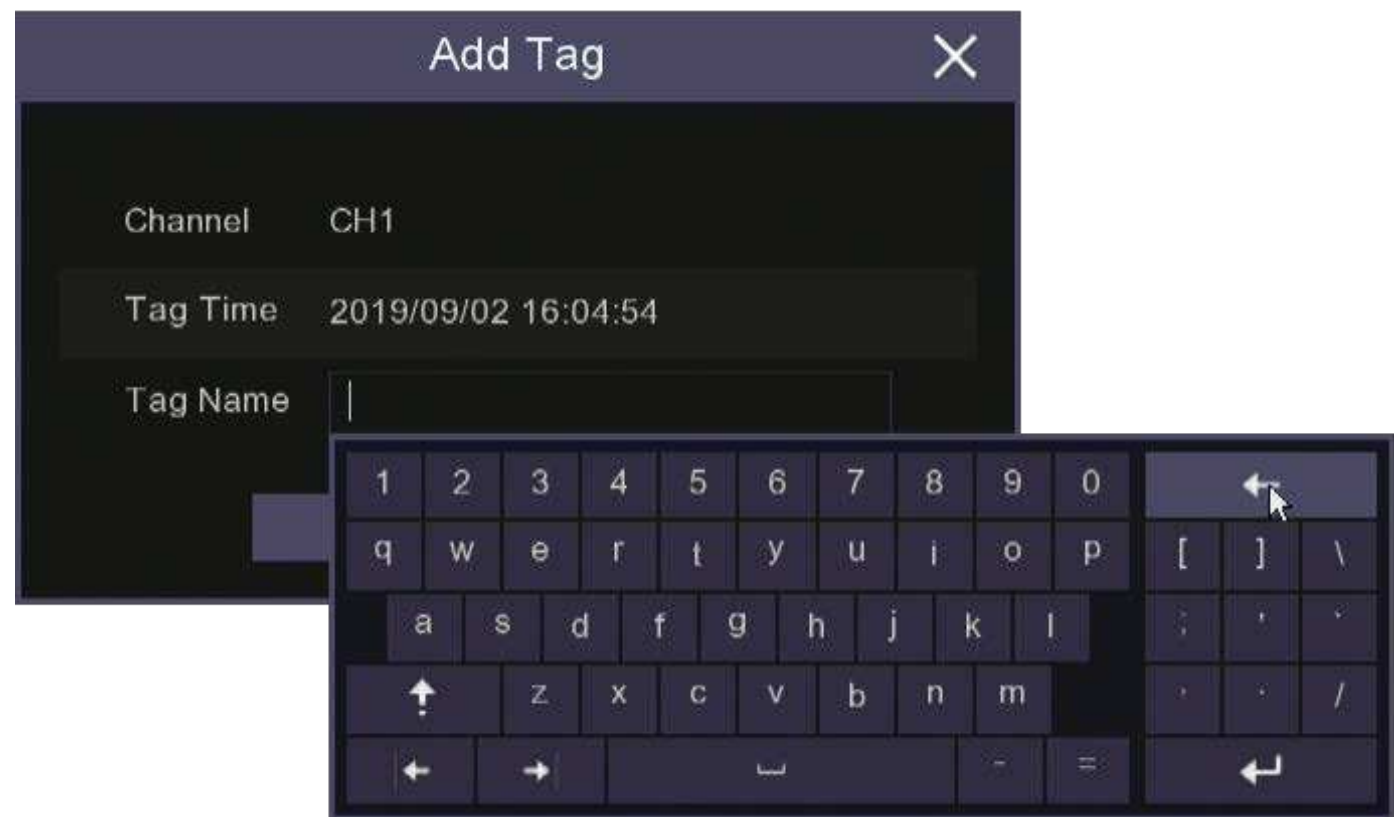 Add Tag
Channel CH1
Tag Time 2019/09/02 16:04:54
Tag Name
1 2 3 4 5 6 7 8 9 0
q w e r t y u i o p [ ] \
a s d f g h j k l ; ' `
z x c v b n m , . /
- =